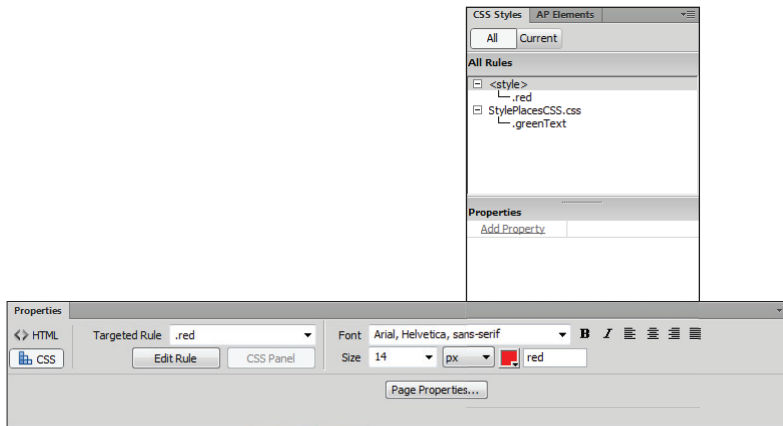 CSS Styles AP Elements
All Current
All Rules
<style>
.red
StylePlacesCSS.css
.greenText
Properties
Add Property
Properties
<> HTML Targeted Rule .red Font Arial, Helvetica, sans-serif B I
CSS Edit Rule CSS Panel Size 14 px red
Page Properties...